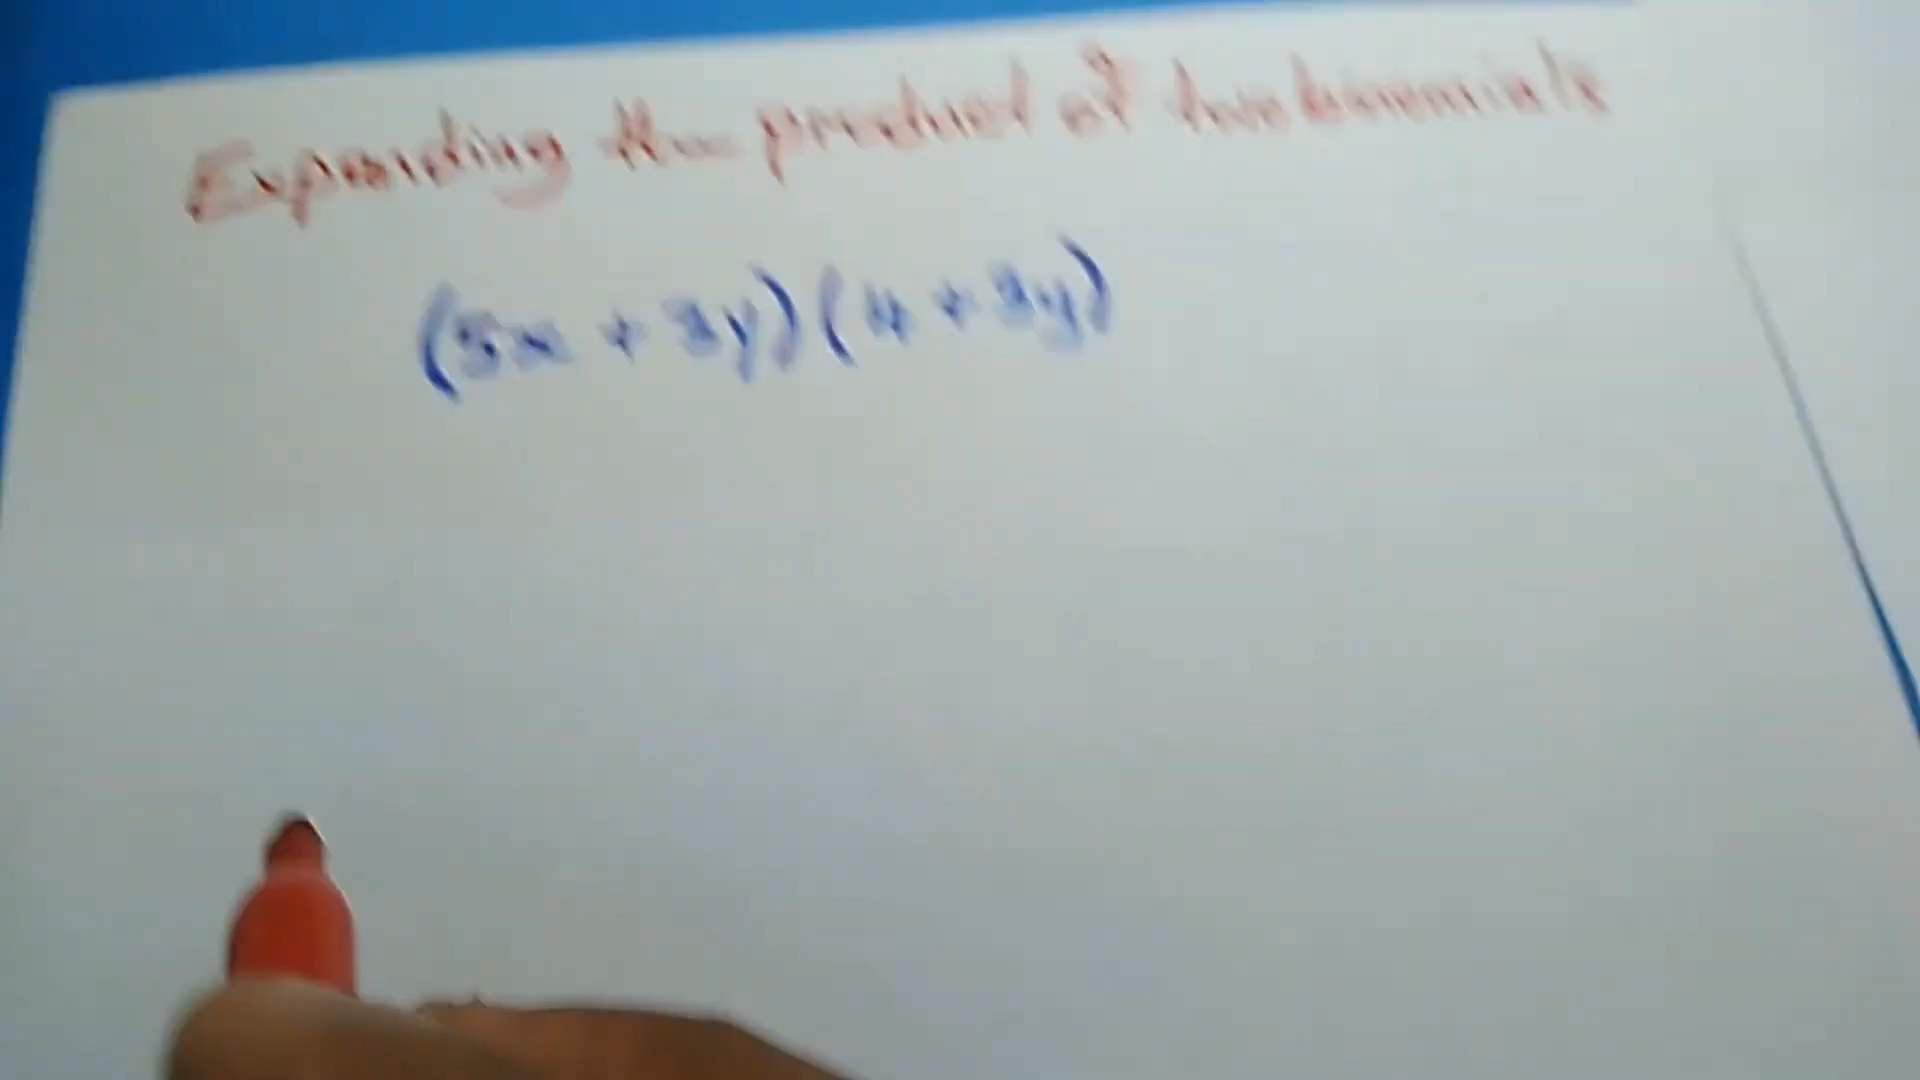 Expanding the product of two binomials
(5x + 3y)(4 + 3y)